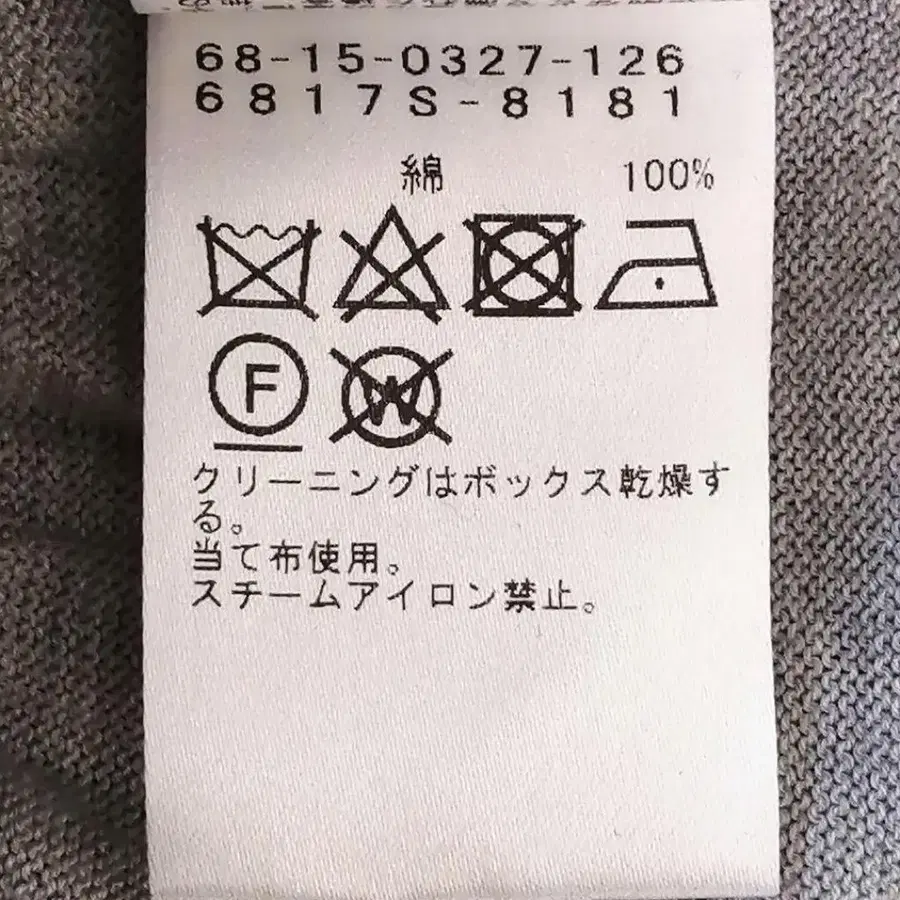 68-15-0327-126
6817S-8181
綿 100%
F W
クリーニングはボックス乾燥す
る。
当て布使用。
スチームアイロン禁止。